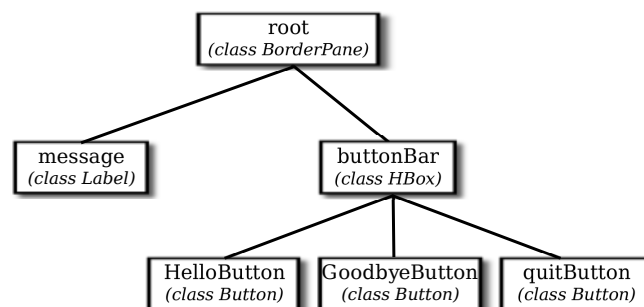 root
(class BorderPane)
message
(class Label)
buttonBar
(class HBox)
HelloButton
(class Button)
GoodbyeButton
(class Button)
quitButton
(class Button)